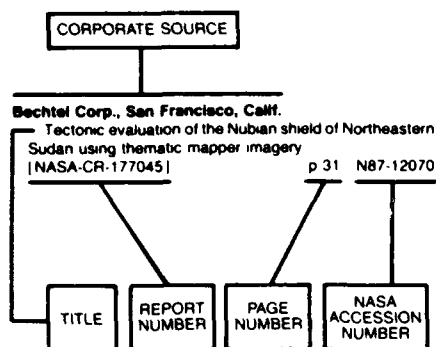 CORPORATE SOURCE
Bechtel Corp., San Francisco, Calif.
Tectonic evaluation of the Nubian shield of Northeastern
Sudan using thematic mapper imagery
[NASA-CR-177045] p 31 N87-12070
TITLE
REPORT NUMBER
PAGE NUMBER
NASA ACCESSION NUMBER